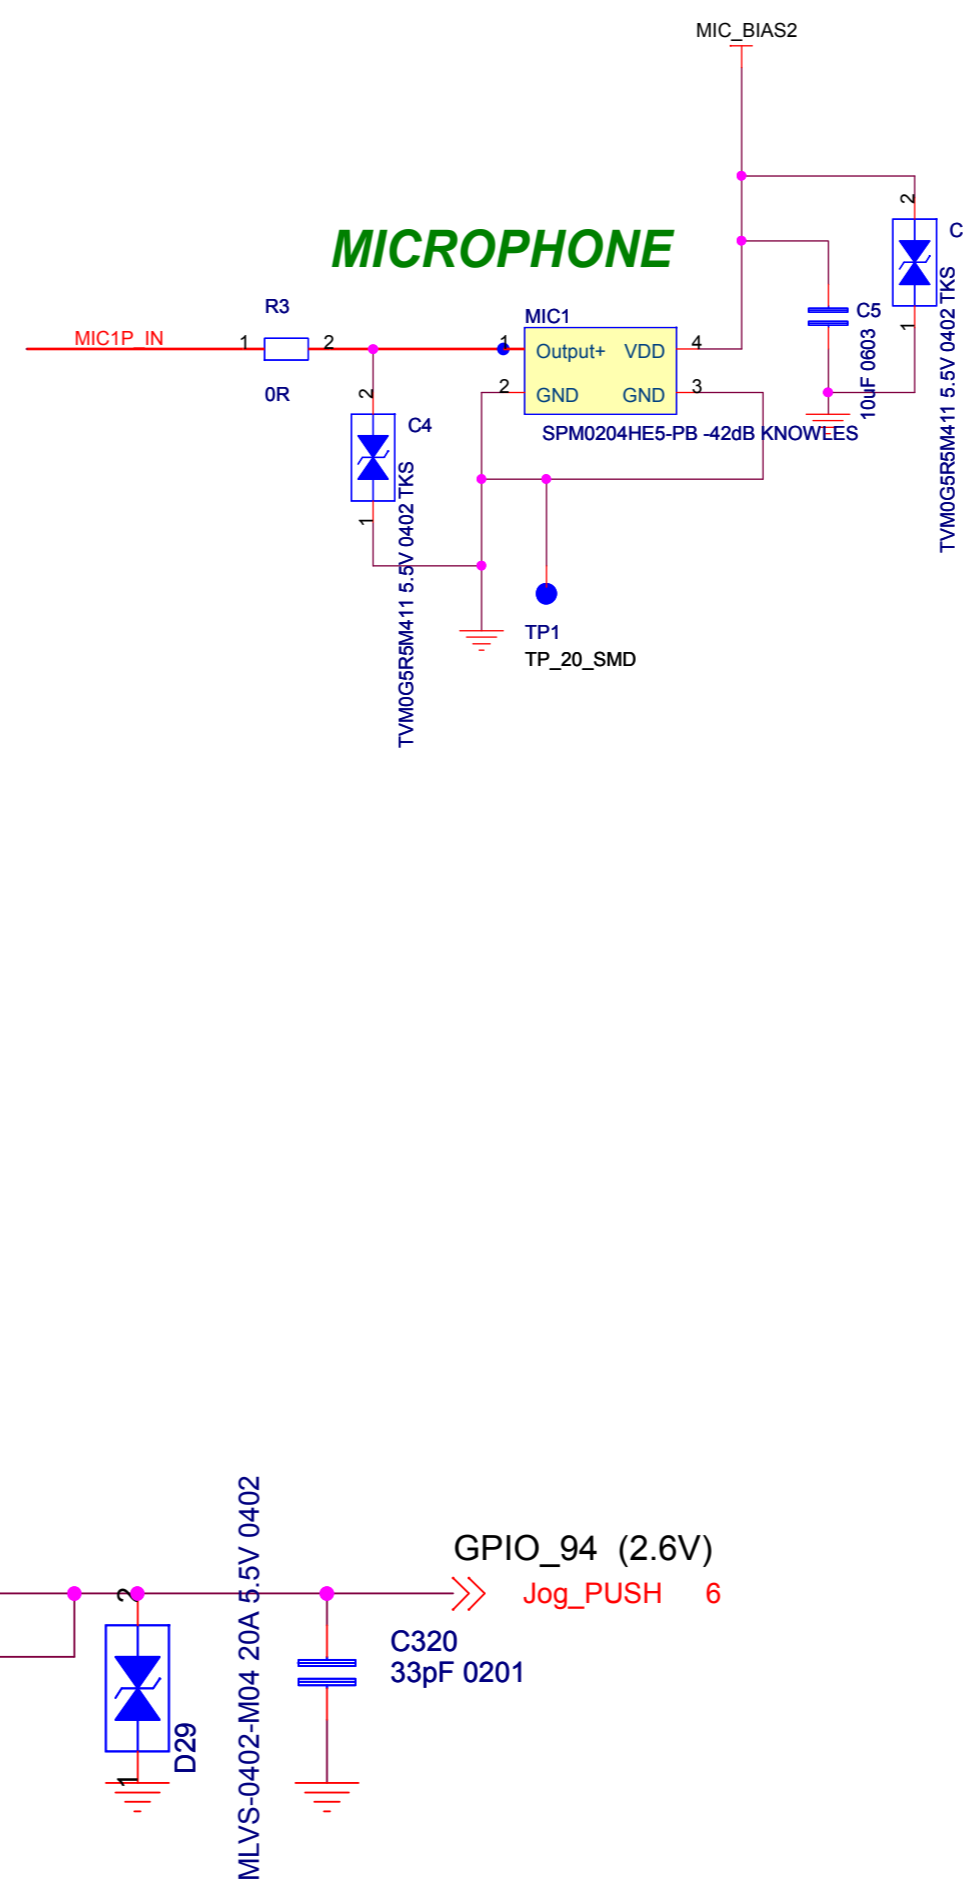 MIC_BIAS2
2
C
1
TVM0G5R5M411 5.5V 0402 TKS
C5
10uF 0603
MICROPHONE
R3
MIC1P_IN
1
2
0R
MIC1
1
Output+
VDD
4
2
GND
GND
3
SPM0204HE5-PB -42dB KNOWLES
2
C4
1
TVM0G5R5M411 5.5V 0402 TKS
TP1
TP_20_SMD
GPIO_94 (2.6V)
Jog_PUSH 6
2
MLVS-0402-M04 20A 5.5V 0402
C320
33pF 0201
D29
1